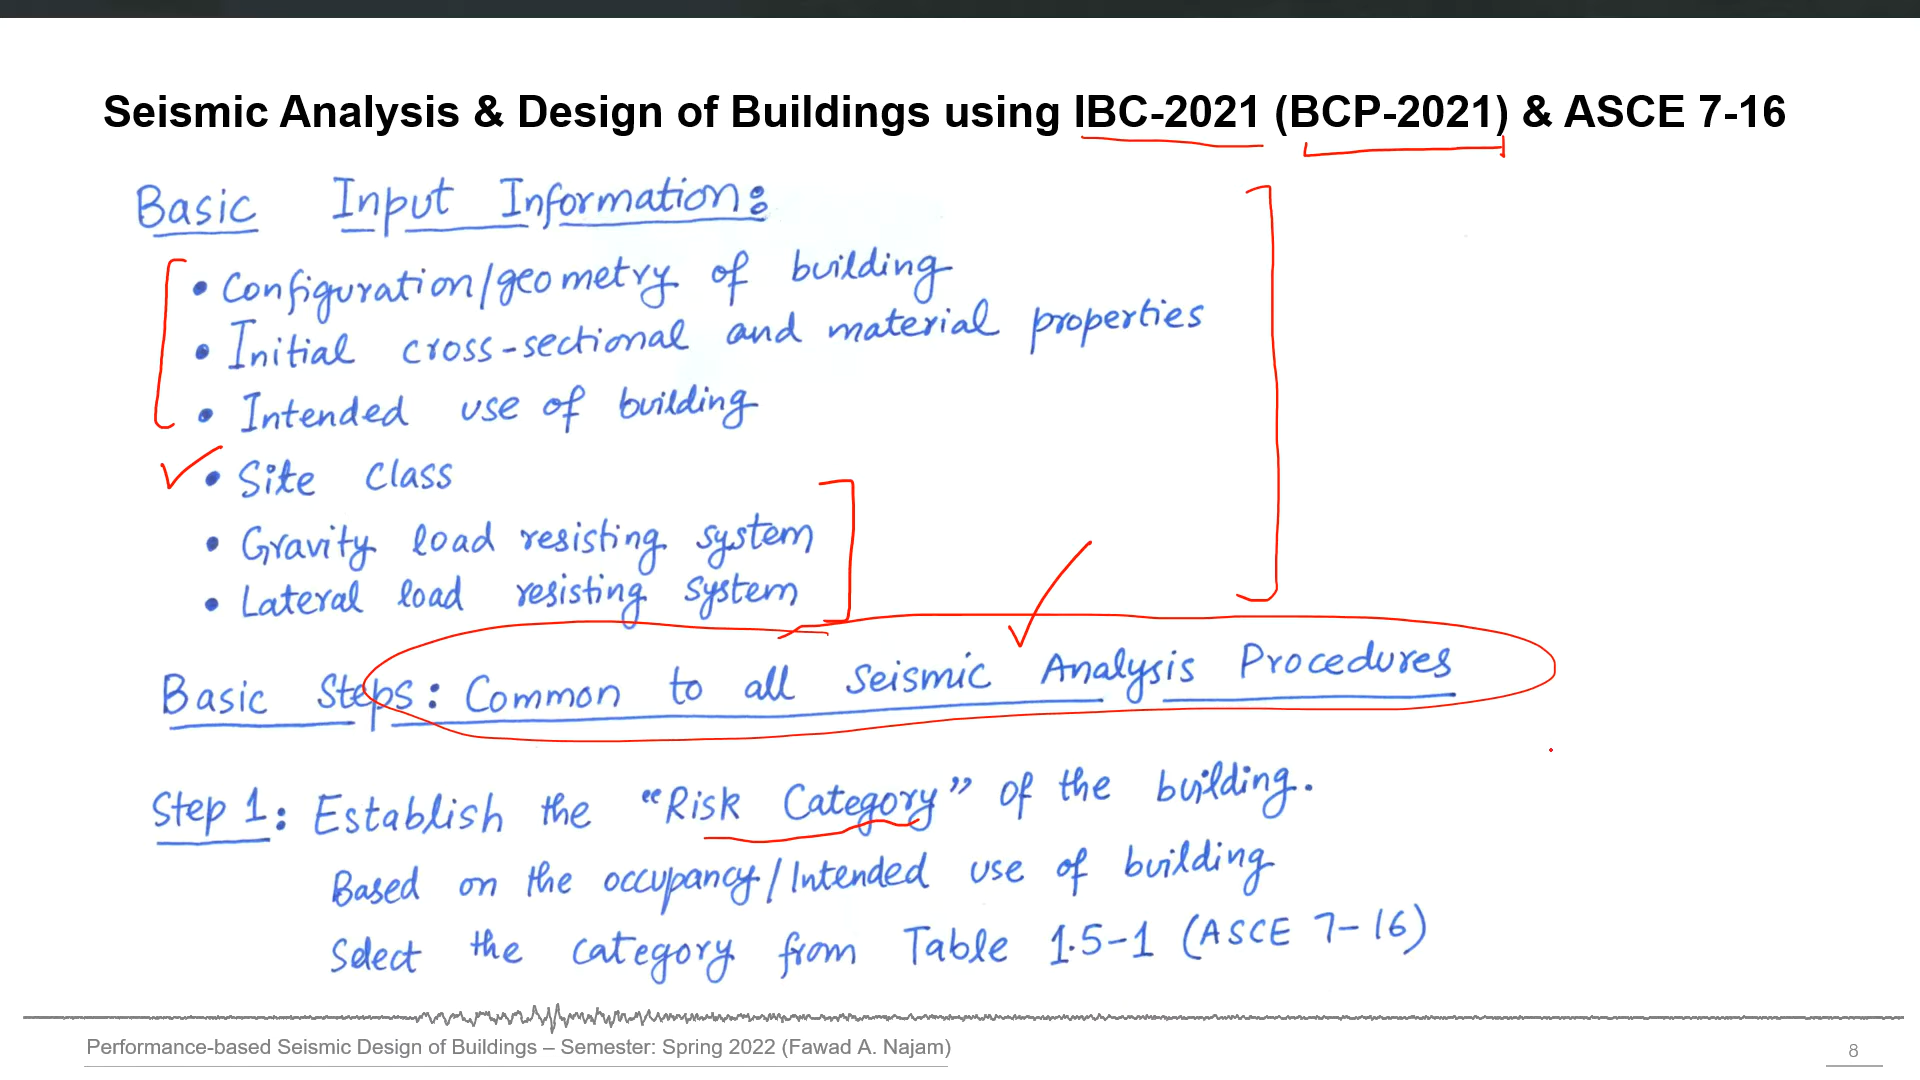 Seismic Analysis & Design of Buildings using IBC-2021 (BCP-2021) & ASCE 7-16
Basic Input Information:
• Configuration/geometry of building
• Initial cross-sectional and material properties
• Intended use of building
• Site Class
• Gravity load resisting system
• Lateral load resisting system
Basic Steps: Common to all Seismic Analysis Procedures
Step 1: Establish the "Risk Category" of the building.
Based on the occupancy/Intended use of building
Select the category from Table 1.5-1 (ASCE 7-16)
Performance-based Seismic Design of Buildings – Semester: Spring 2022 (Fawad A. Najam)
8